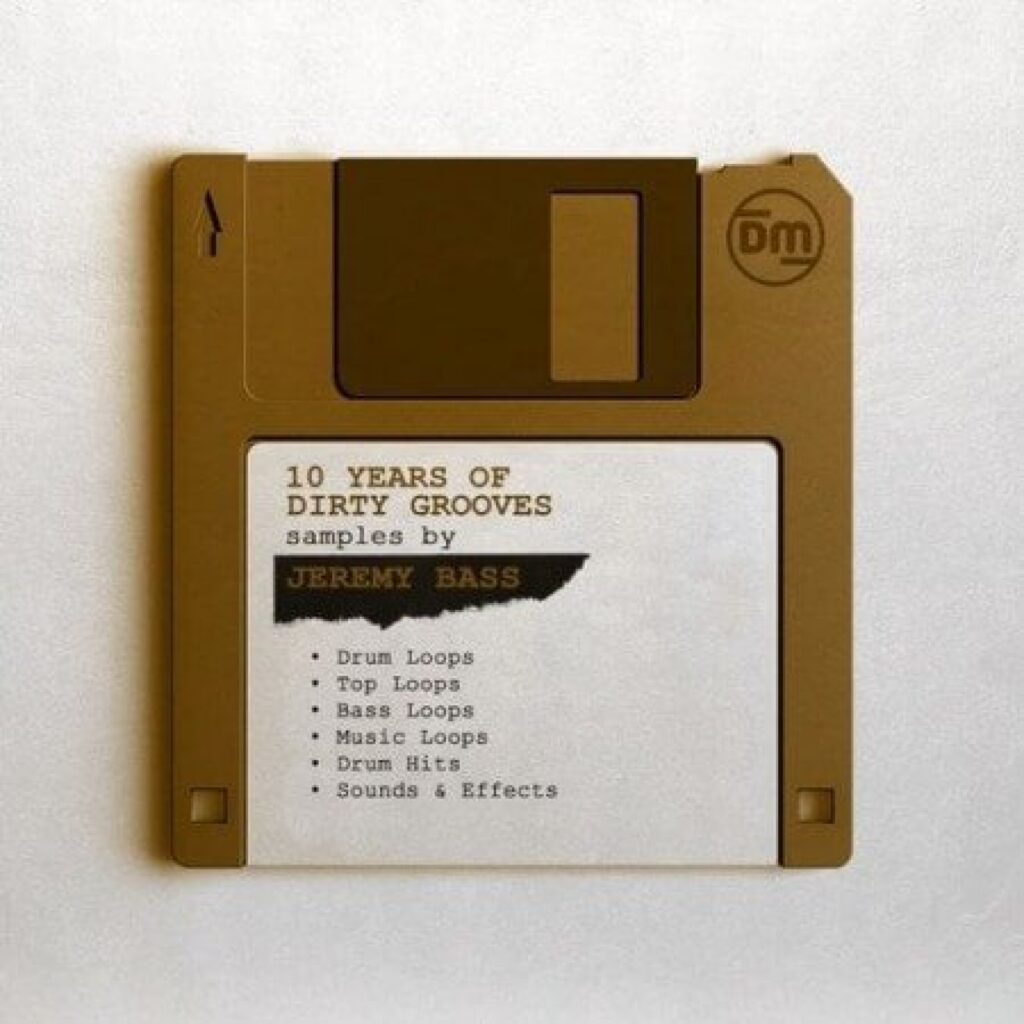 DM
10 YEARS OF
DIRTY GROOVES
samples by
JEREMY BASS
• Drum Loops
• Top Loops
• Bass Loops
• Music Loops
• Drum Hits
• Sounds & Effects